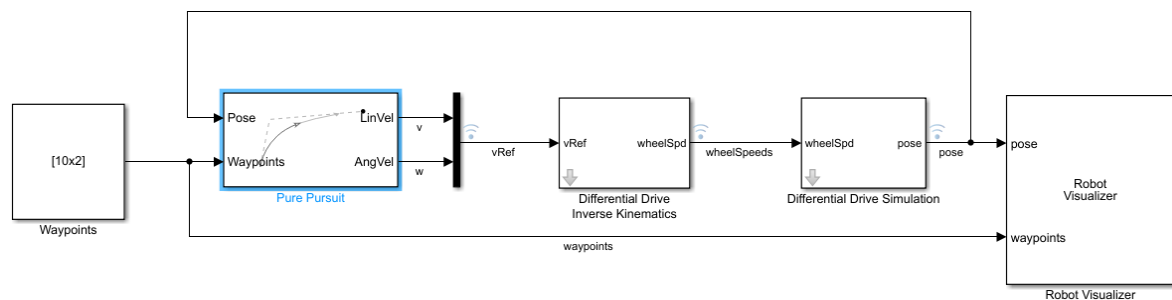 [10x2]
Waypoints
Pose
Waypoints
LinVel
AngVel
Pure Pursuit
v
w
vRef
vRef
wheelSpd
Differential Drive
Inverse Kinematics
wheelSpeeds
wheelSpd
pose
Differential Drive Simulation
pose
waypoints
pose
Robot
Visualizer
waypoints
Robot Visualizer